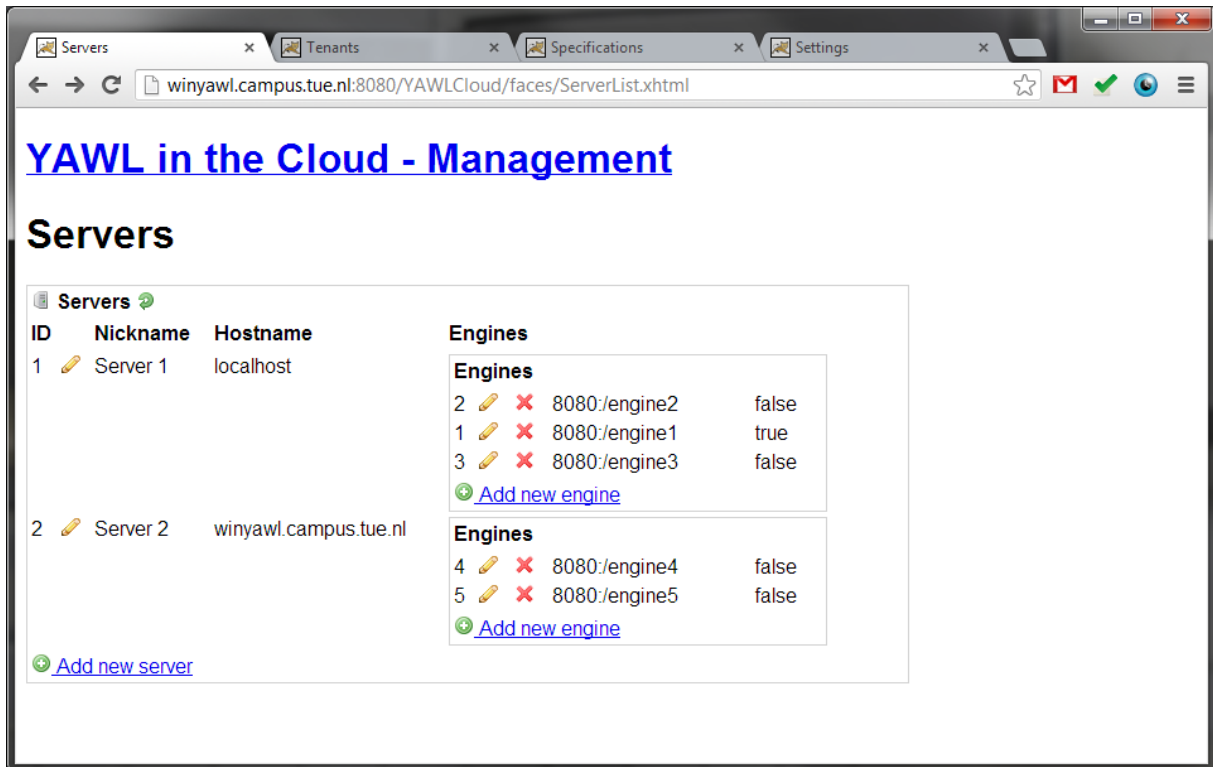 Servers Tenants Specifications Settings
winyawl.campus.tue.nl:8080/YAWLCloud/faces/ServerList.xhtml
YAWL in the Cloud - Management
Servers
Servers
ID Nickname Hostname Engines
1 Server 1 localhost Engines
2 8080:/engine2 false
1 8080:/engine1 true
3 8080:/engine3 false
Add new engine
2 Server 2 winyawl.campus.tue.nl Engines
4 8080:/engine4 false
5 8080:/engine5 false
Add new engine
Add new server